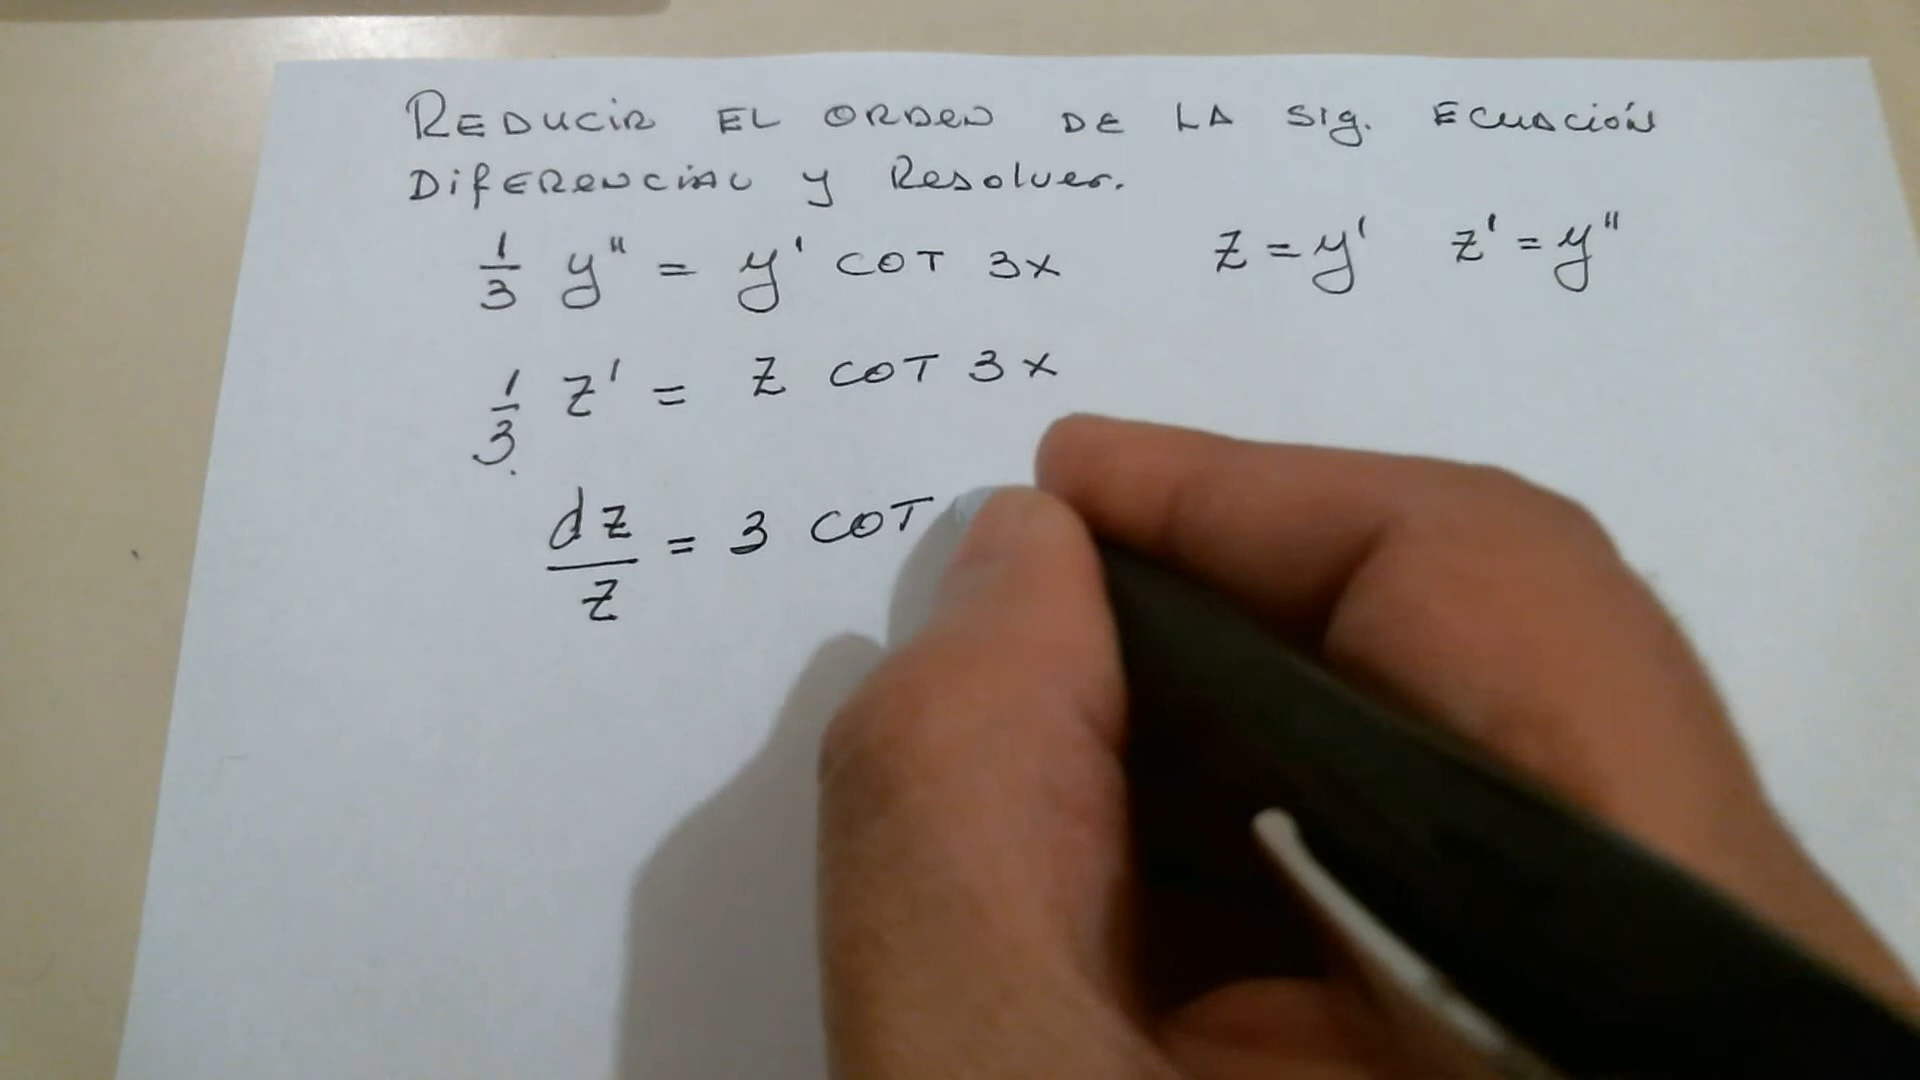 REDUCIR EL ORDEN DE LA SIG. ECUACIÓN
DIFERENCIAL Y RESOLVER.
1/3 y'' = y' COT 3x    z = y'    z' = y''
1/3 z' = z COT 3x
dz/z = 3 COT